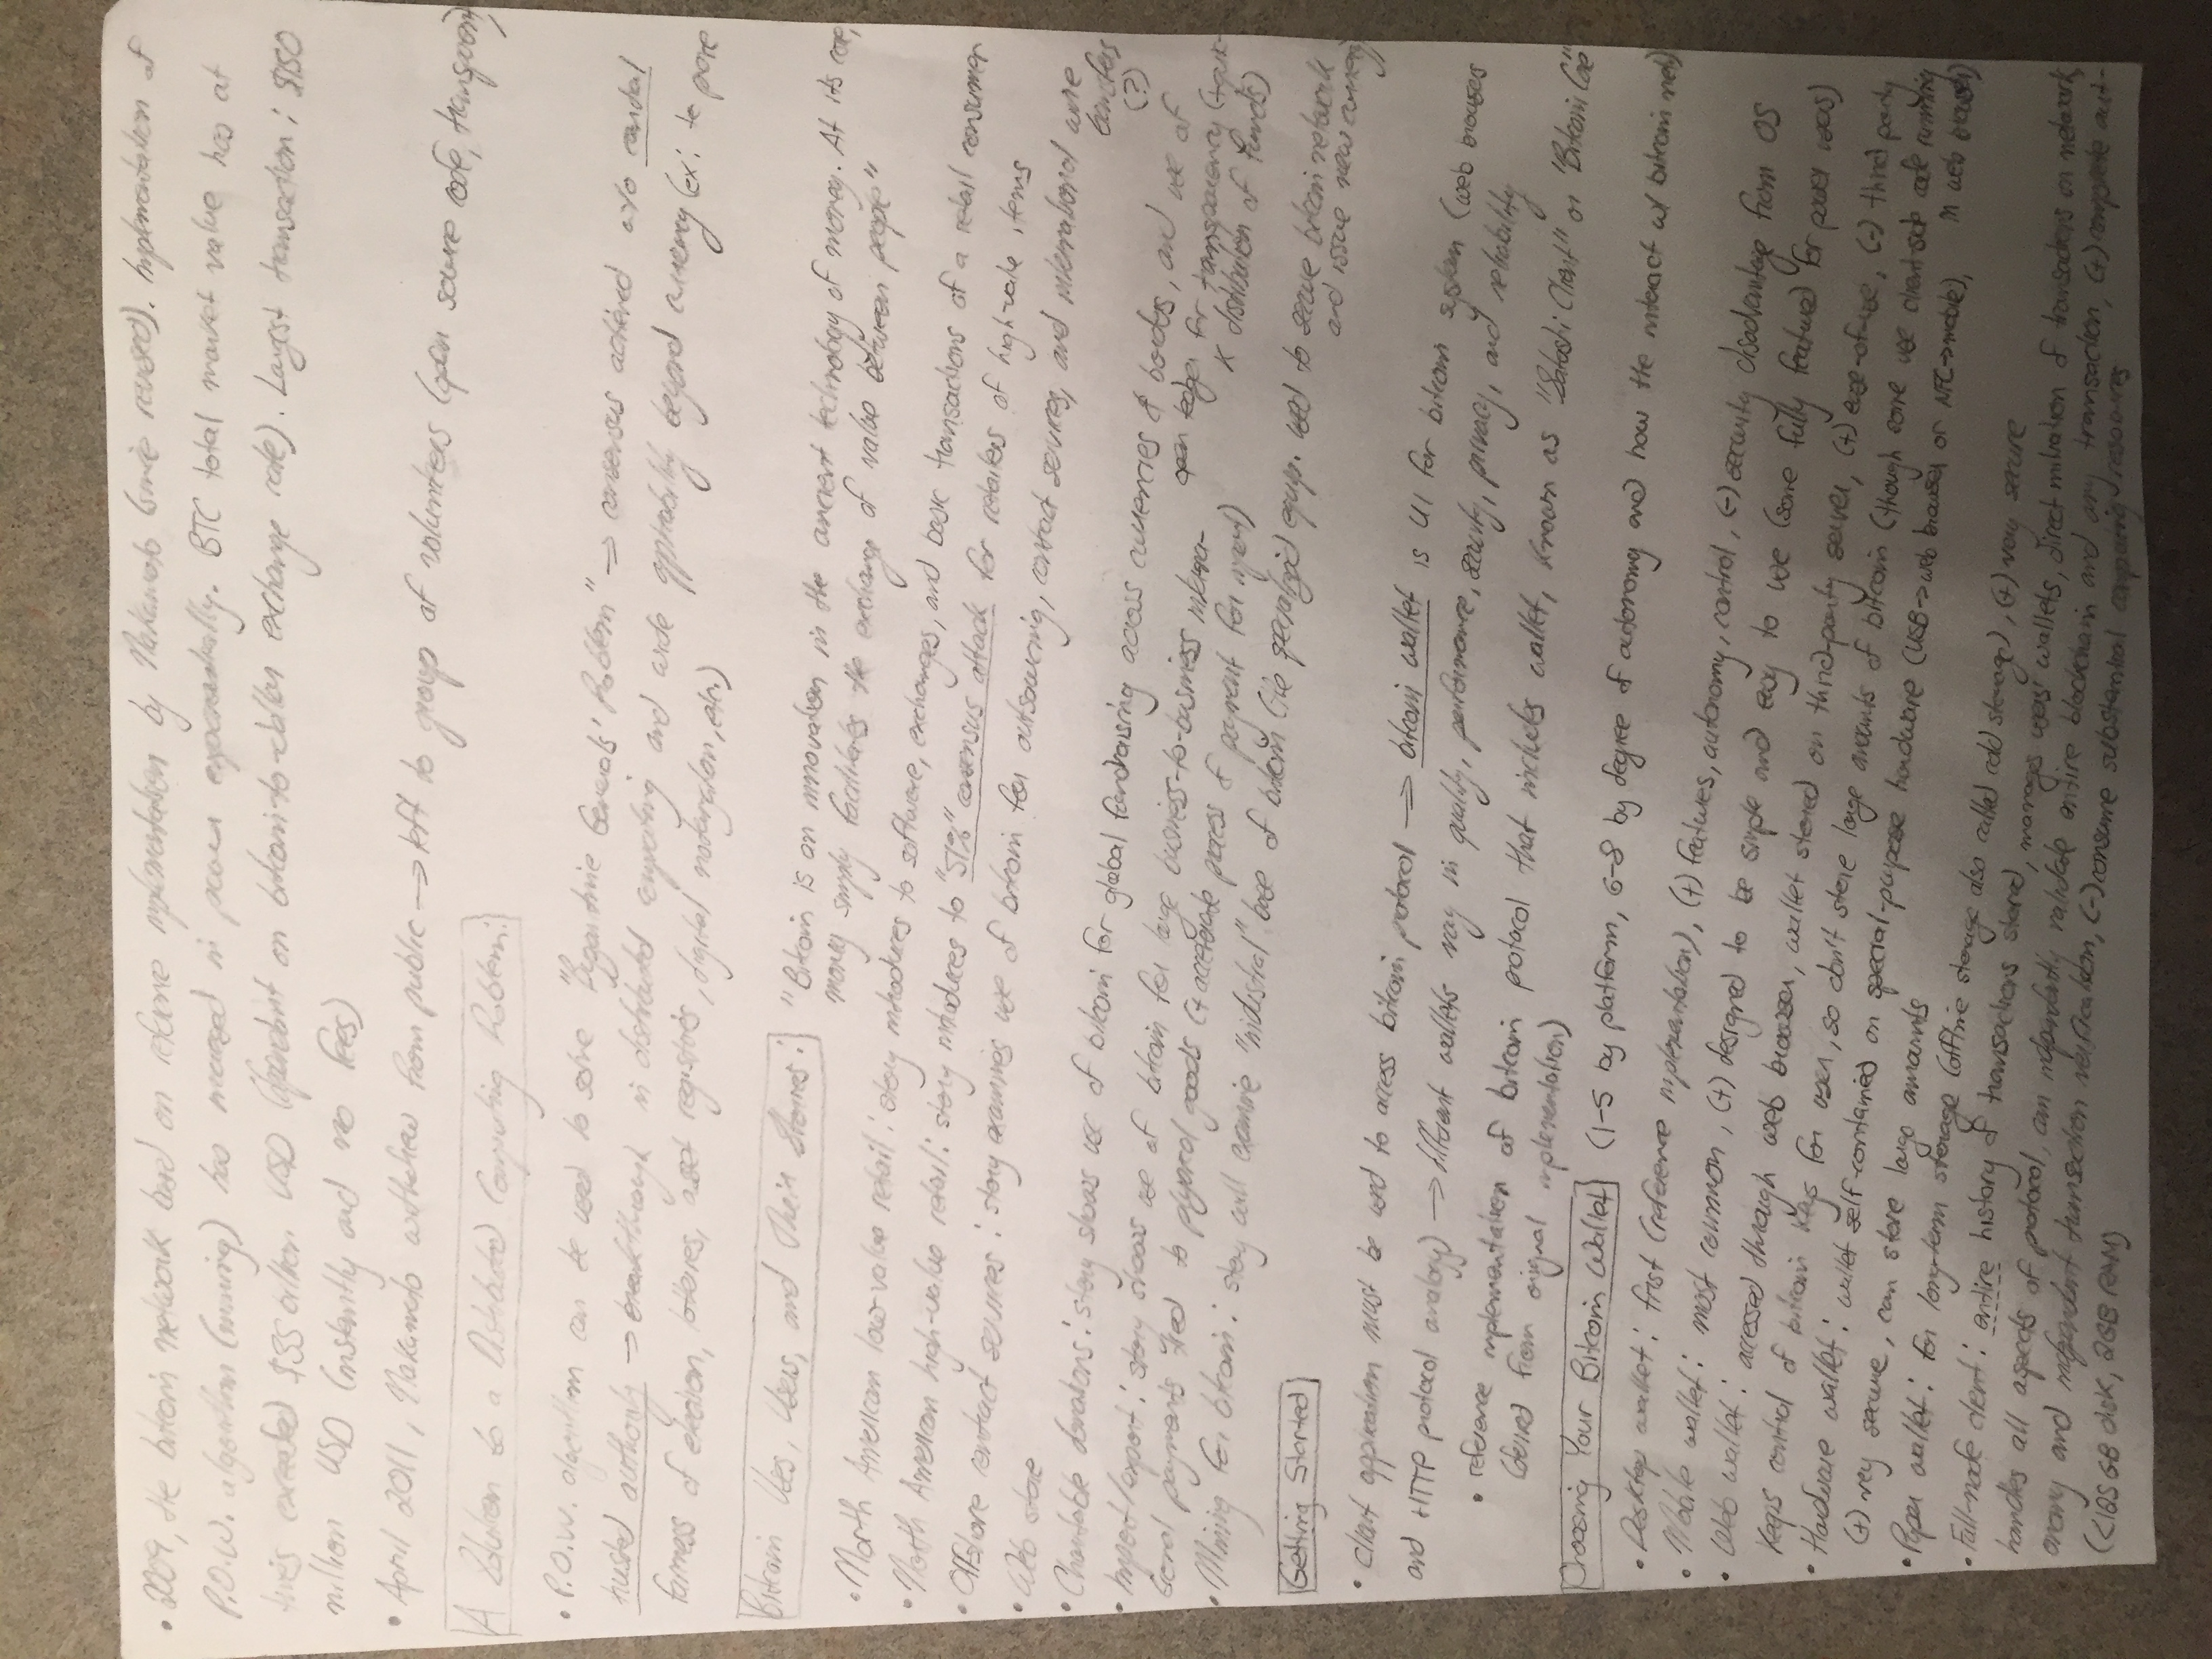 • 2009, the bitcoin network based on reference implementation by Nakamoto (since revised). Implementation of
P.O.W. algorithm (mining) has increased in power exponentially. BTC total market value has at
times exceeded $35 billion USD (dependent on bitcoin-to-dollar exchange rate). Largest transaction: $150
million USD (instantly and no fees)
• April 2011, Nakamoto withdrew from public → left to group of volunteers (open source code, transparent)
A Solution to a Distributed Computing Problem:
• P.O.W. algorithm can be used to solve "Byzantine Generals' Problem" ⇒ consensus achieved w/o central
trusted authority → breakthrough in distributed computing and wide applicability beyond currency (ex: to prove
fairness of election, lotteries, asset registries, digital notarization, etc.)
Bitcoin Uses, Users, and Their Stories:
"Bitcoin is an innovation in the ancient technology of money. At its core,
money simply facilitates the exchange of value between people"
• North American low-value retail: story introduces to software, exchanges, and basic transactions of a retail consumer
• North American high-value retail: story introduces to "51%" consensus attack for retailers of high-value items
• Offshore contract services: story examines use of bitcoin for outsourcing, contract services, and international wire transfers
• Web store (?)
• Charitable donations: story shows use of bitcoin for global fundraising across currencies & borders, and use of
open ledger for transparency (+
x distribution of funds)
• Import/export: story shows use of bitcoin for large business-to-business
payments tied to physical goods (+ accelerate process of payment for import)
• Mining for bitcoin: story will examine "industrial" use of bitcoin (the specialized equip. used to secure bitcoin network
and issue new currency)
Getting Started
• Client application must be used to access bitcoin protocol ⇒ bitcoin wallet is UI for bitcoin system (web browser
and HTTP protocol analogy) → different wallets vary in quality, performance, security, privacy, and reliability
• reference implementation of bitcoin protocol that includes wallet, known as "Satoshi Client" or "Bitcoin Core"
(derived from original implementation)
Choosing Your Bitcoin Wallet (1-5 by platform, 6-8 by degree of autonomy and how the interact w/ bitcoin network)
• Desktop wallet: first (reference implementation), (+) features, autonomy, control, (-) security disadvantage from OS
• Mobile wallet: most common, (+) designed to be simple and easy to use (some fully featured for power users)
• Web wallet: accessed through web browser, wallet stored on third-party server, (+) ease-of-use, (-) third party
keeps control of bitcoin keys for user, so don't store large amounts of bitcoin (though some use client-side code running
in web browser)
• Hardware wallet: wallet self-contained on special-purpose hardware (USB → web browser or NFC → mobile),
(+) very secure, can store large amounts
• Paper wallet: for long-term storage (offline storage also called cold storage), (+) very secure
• Full-node client: entire history of transactions stored, manages users' wallets, direct initiation of transactions on network,
handles all aspects of protocol, can independently validate entire blockchain and any transaction, (+) complete aut-
onomy and independent transaction verification, (-) consume substantial computing resources
(<125 GB disk, 2GB RAM)